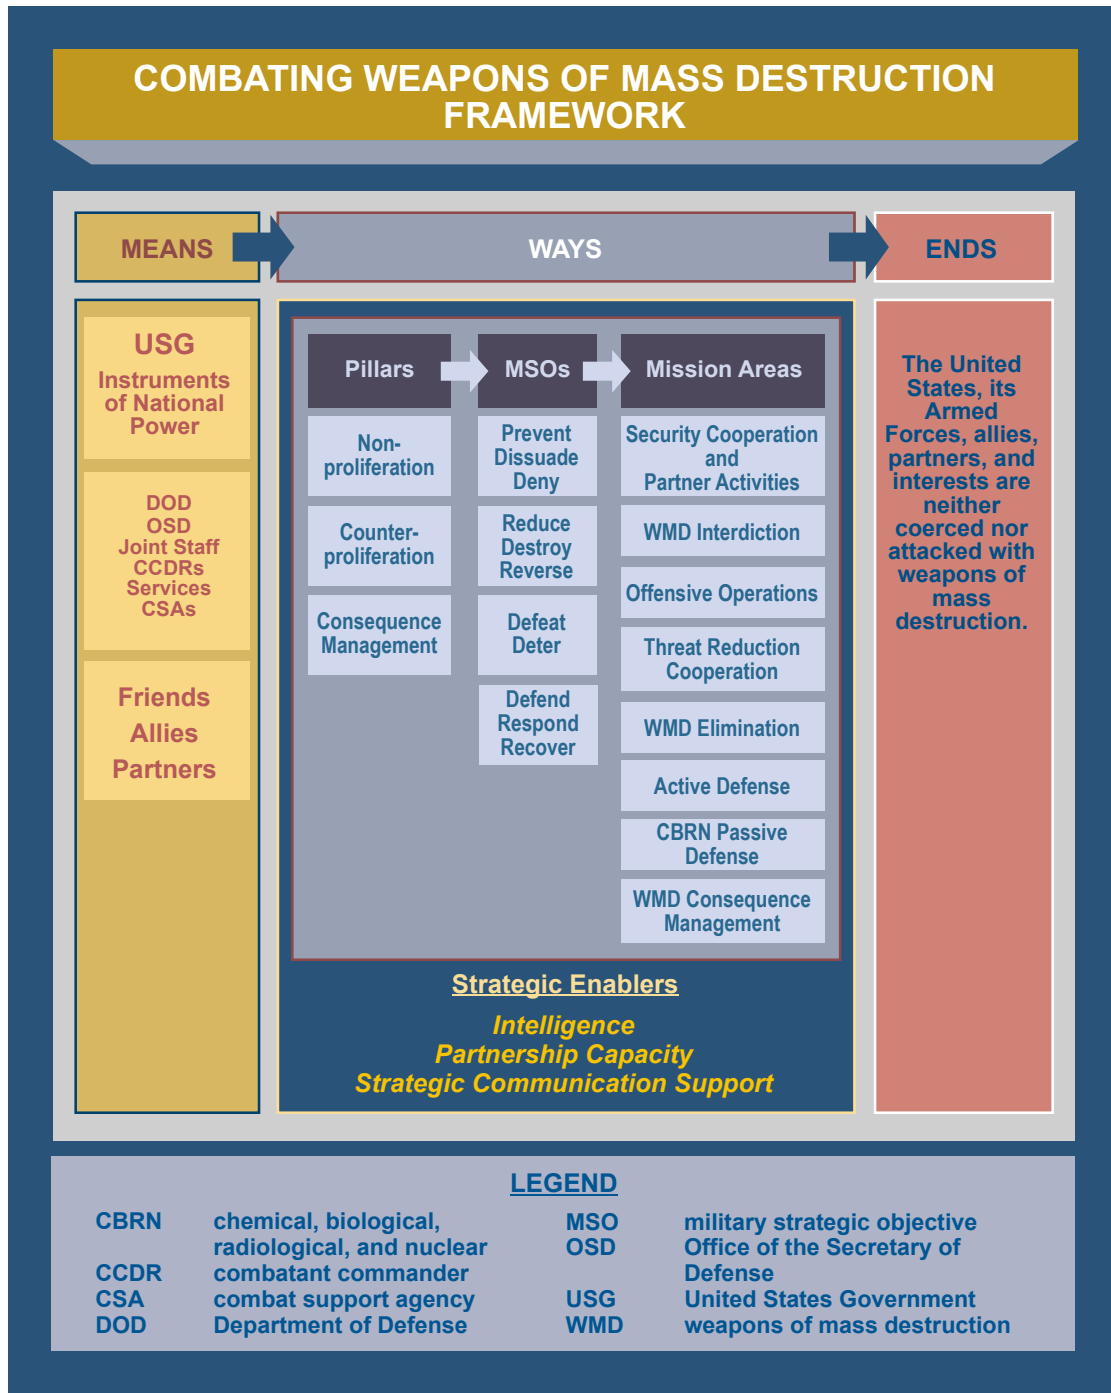 COMBATING WEAPONS OF MASS DESTRUCTION
FRAMEWORK
MEANS
WAYS
ENDS
USG
Instruments
of National
Power
DOD
OSD
Joint Staff
CCDRs
Services
CSAs
Friends
Allies
Partners
Pillars
Non-
proliferation
Counter-
proliferation
Consequence
Management
MSOs
Prevent
Dissuade
Deny
Reduce
Destroy
Reverse
Defeat
Deter
Defend
Respond
Recover
Mission Areas
Security Cooperation
and
Partner Activities
WMD Interdiction
Offensive Operations
Threat Reduction
Cooperation
WMD Elimination
Active Defense
CBRN Passive
Defense
WMD Consequence
Management
Strategic Enablers
Intelligence
Partnership Capacity
Strategic Communication Support
The United
States, its
Armed
Forces, allies,
partners, and
interests are
neither
coerced nor
attacked with
weapons of
mass
destruction.
LEGEND
CBRN chemical, biological,
radiological, and nuclear
CCDR combatant commander
CSA combat support agency
DOD Department of Defense
MSO military strategic objective
OSD Office of the Secretary of
Defense
USG United States Government
WMD weapons of mass destruction